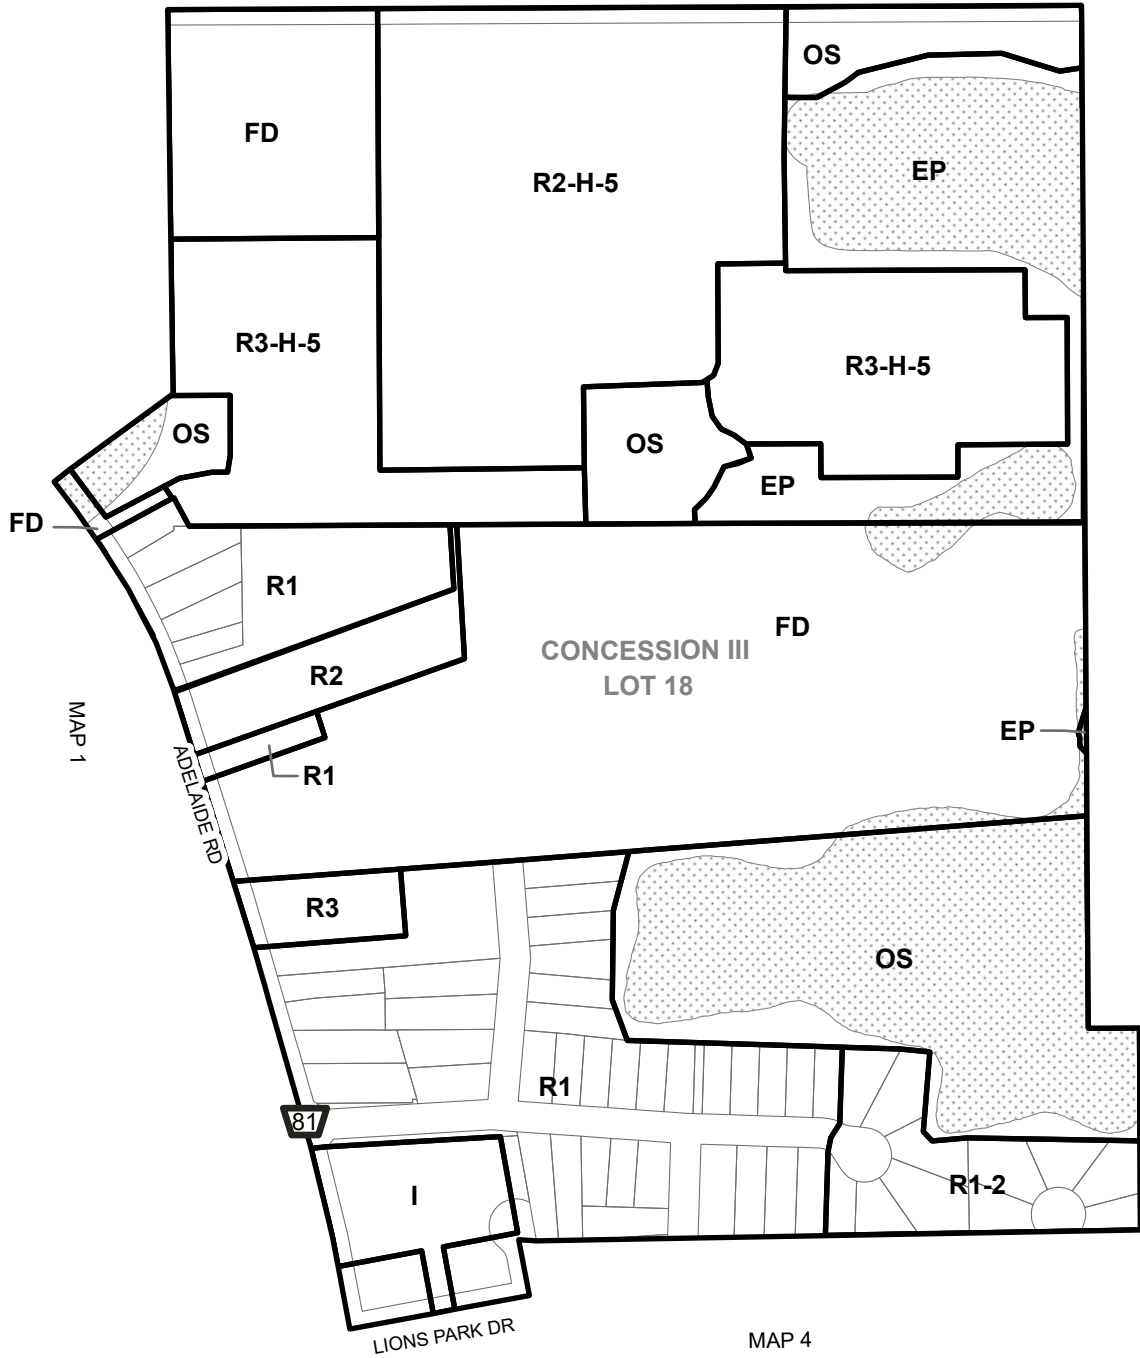 OS
FD
EP
R2-H-5
R3-H-5
R3-H-5
OS
OS
EP
FD
R1
FD
CONCESSION III
LOT 18
R2
MAP 1
EP
R1
ADELAIDE RD
R3
OS
R1
81
R1-2
I
LIONS PARK DR
MAP 4